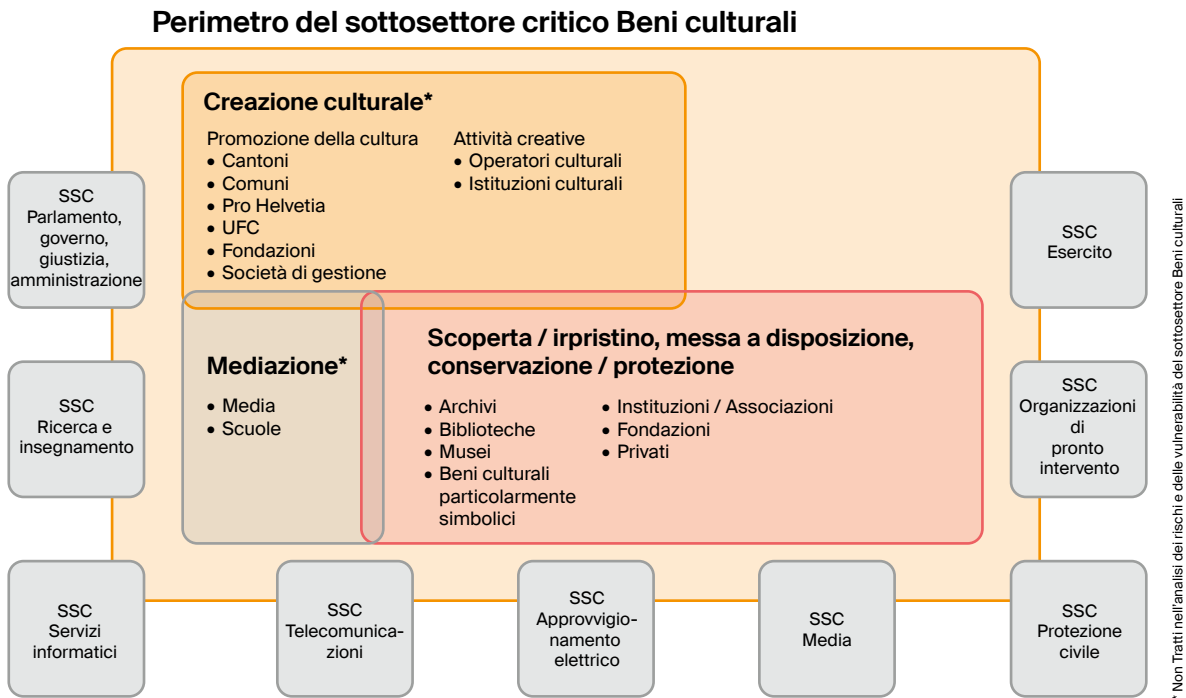 Perimetro del sottosettore critico Beni culturali
Creazione culturale*
Promozione della cultura
• Cantoni
• Comuni
• Pro Helvetia
• UFC
• Fondazioni
• Società di gestione
Attività creative
• Operatori culturali
• Istituzioni culturali
SSC
Parlamento,
governo,
giustizia,
amministrazione
SSC
Esercito
Mediazione*
• Media
• Scuole
Scoperta / irpristino, messa a disposizione,
conservazione / protezione
• Archivi
• Biblioteche
• Musei
• Beni culturali
particolarmente
simbolici
• Instituzioni / Associazioni
• Fondazioni
• Privati
SSC
Ricerca e
insegnamento
SSC
Organizzazioni
di
pronto
intervento
SSC
Servizi
informatici
SSC
Telecomunica-
zioni
SSC
Approvvigio-
namento
elettrico
SSC
Media
SSC
Protezione
civile
* Non Tratti nell'analisi dei rischi e delle vulnerabilità del sottosettore Beni culturali